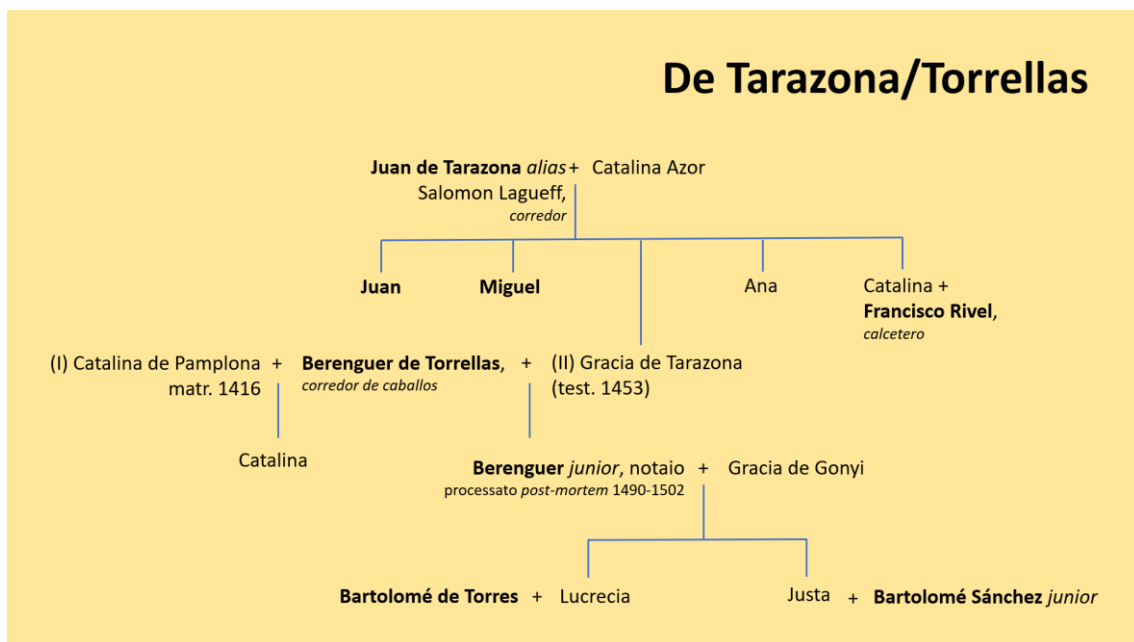 De Tarazona/Torrellas
Juan de Tarazona alias + Catalina Azor
Salomon Lagueff,
corredor
Juan
Miguel
Ana
Catalina +
Francisco Rivel,
calcetero
(I) Catalina de Pamplona + Berenguer de Torrellas, + (II) Gracia de Tarazona
matr. 1416
corredor de caballos
(test. 1453)
Catalina
Berenguer junior, notaio + Gracia de Gonyi
processato post-mortem 1490-1502
Bartolomé de Torres + Lucrecia
Justa + Bartolomé Sánchez junior